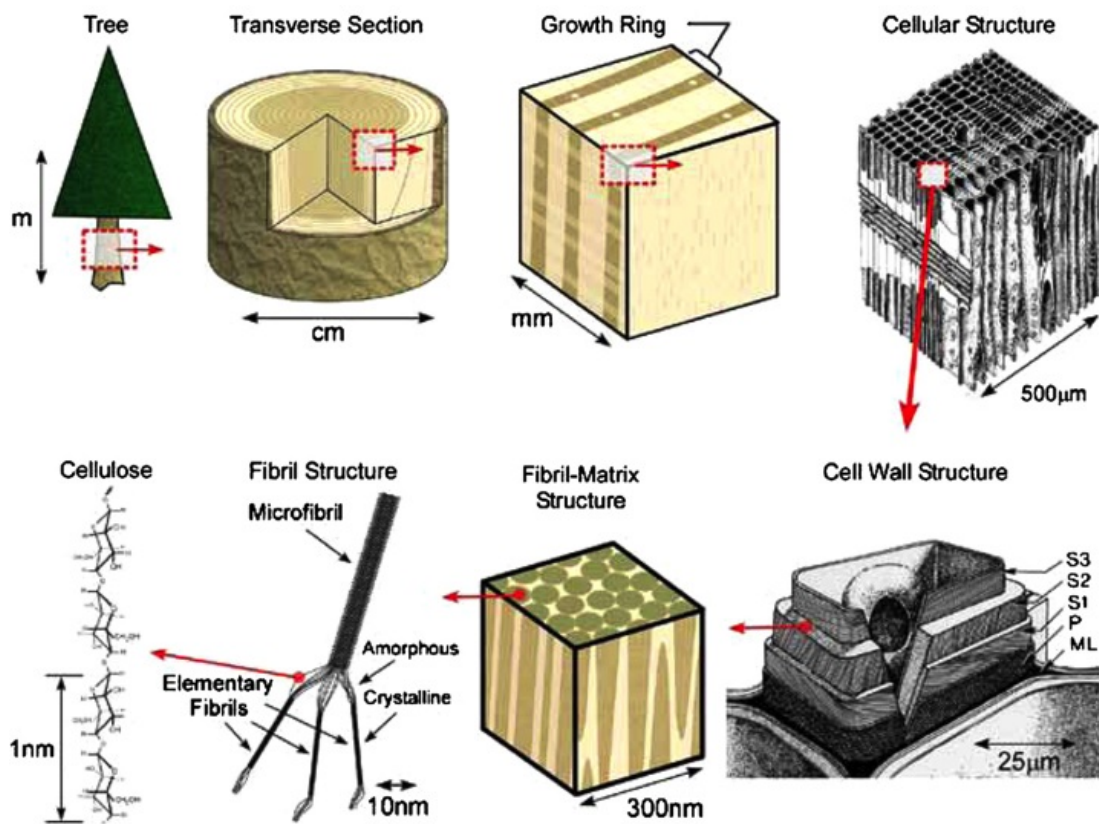 Tree
Transverse Section
Growth Ring
Cellular Structure
m
cm
mm
500μm
Cellulose
Fibril Structure
Fibril-Matrix
Structure
Cell Wall Structure
Microfibril
S3
S2
S1
P
ML
Amorphous
Elementary
Fibrils
Crystalline
1nm
10nm
300nm
25μm